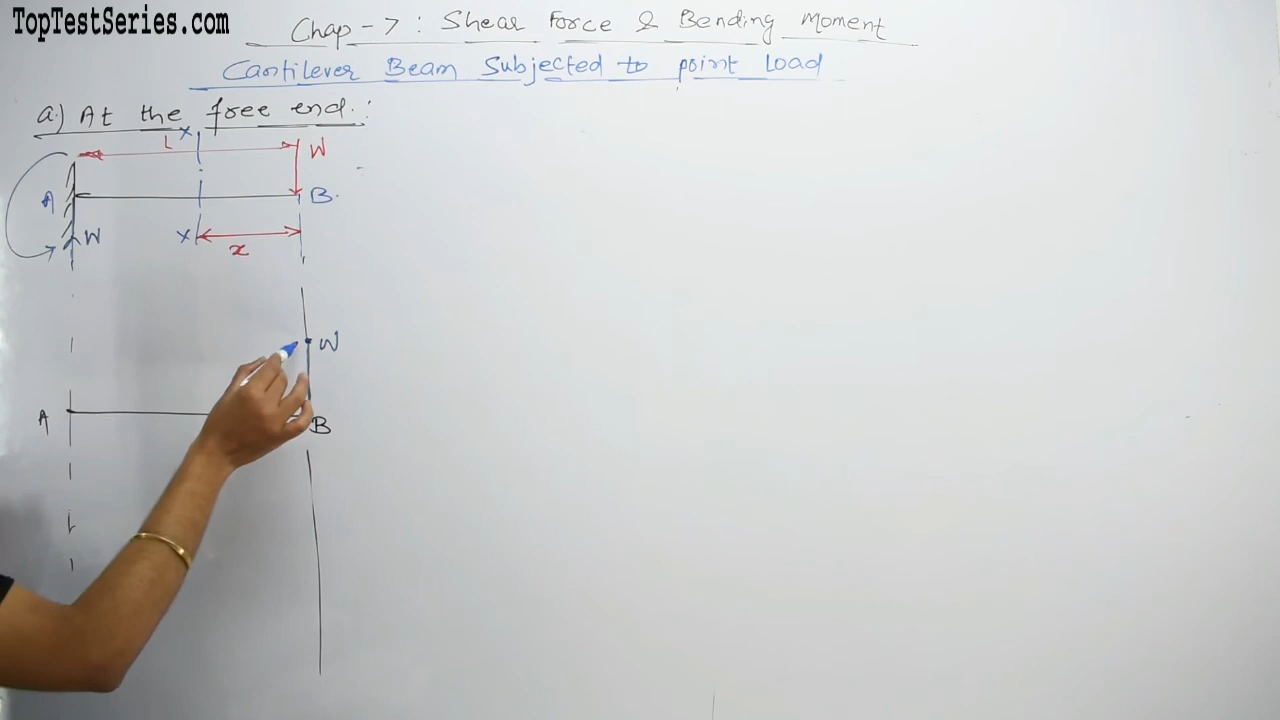 TopTestSeries.com
Chap - 7 : Shear Force & Bending Moment
Cantilever Beam Subjected to point Load
a.) At the free end. :
X
L
W
A
B.
W
X
x
W
A
B